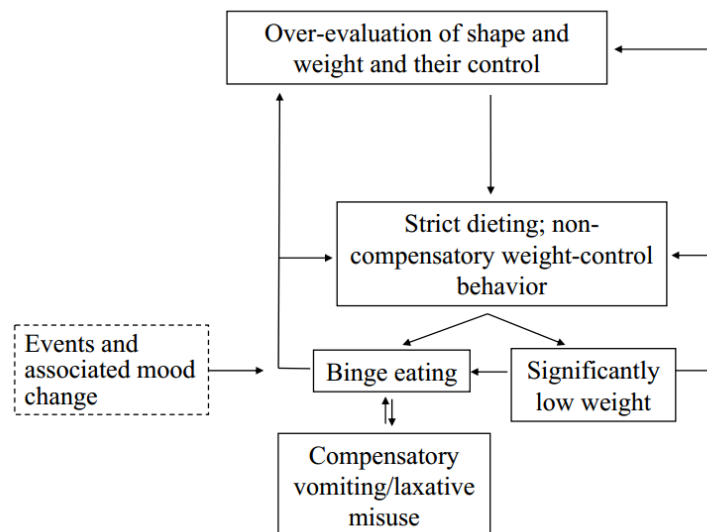 Over-evaluation of shape and
weight and their control
Strict dieting; non-
compensatory weight-control
behavior
Events and
associated mood
change
Binge eating
Significantly
low weight
Compensatory
vomiting/laxative
misuse